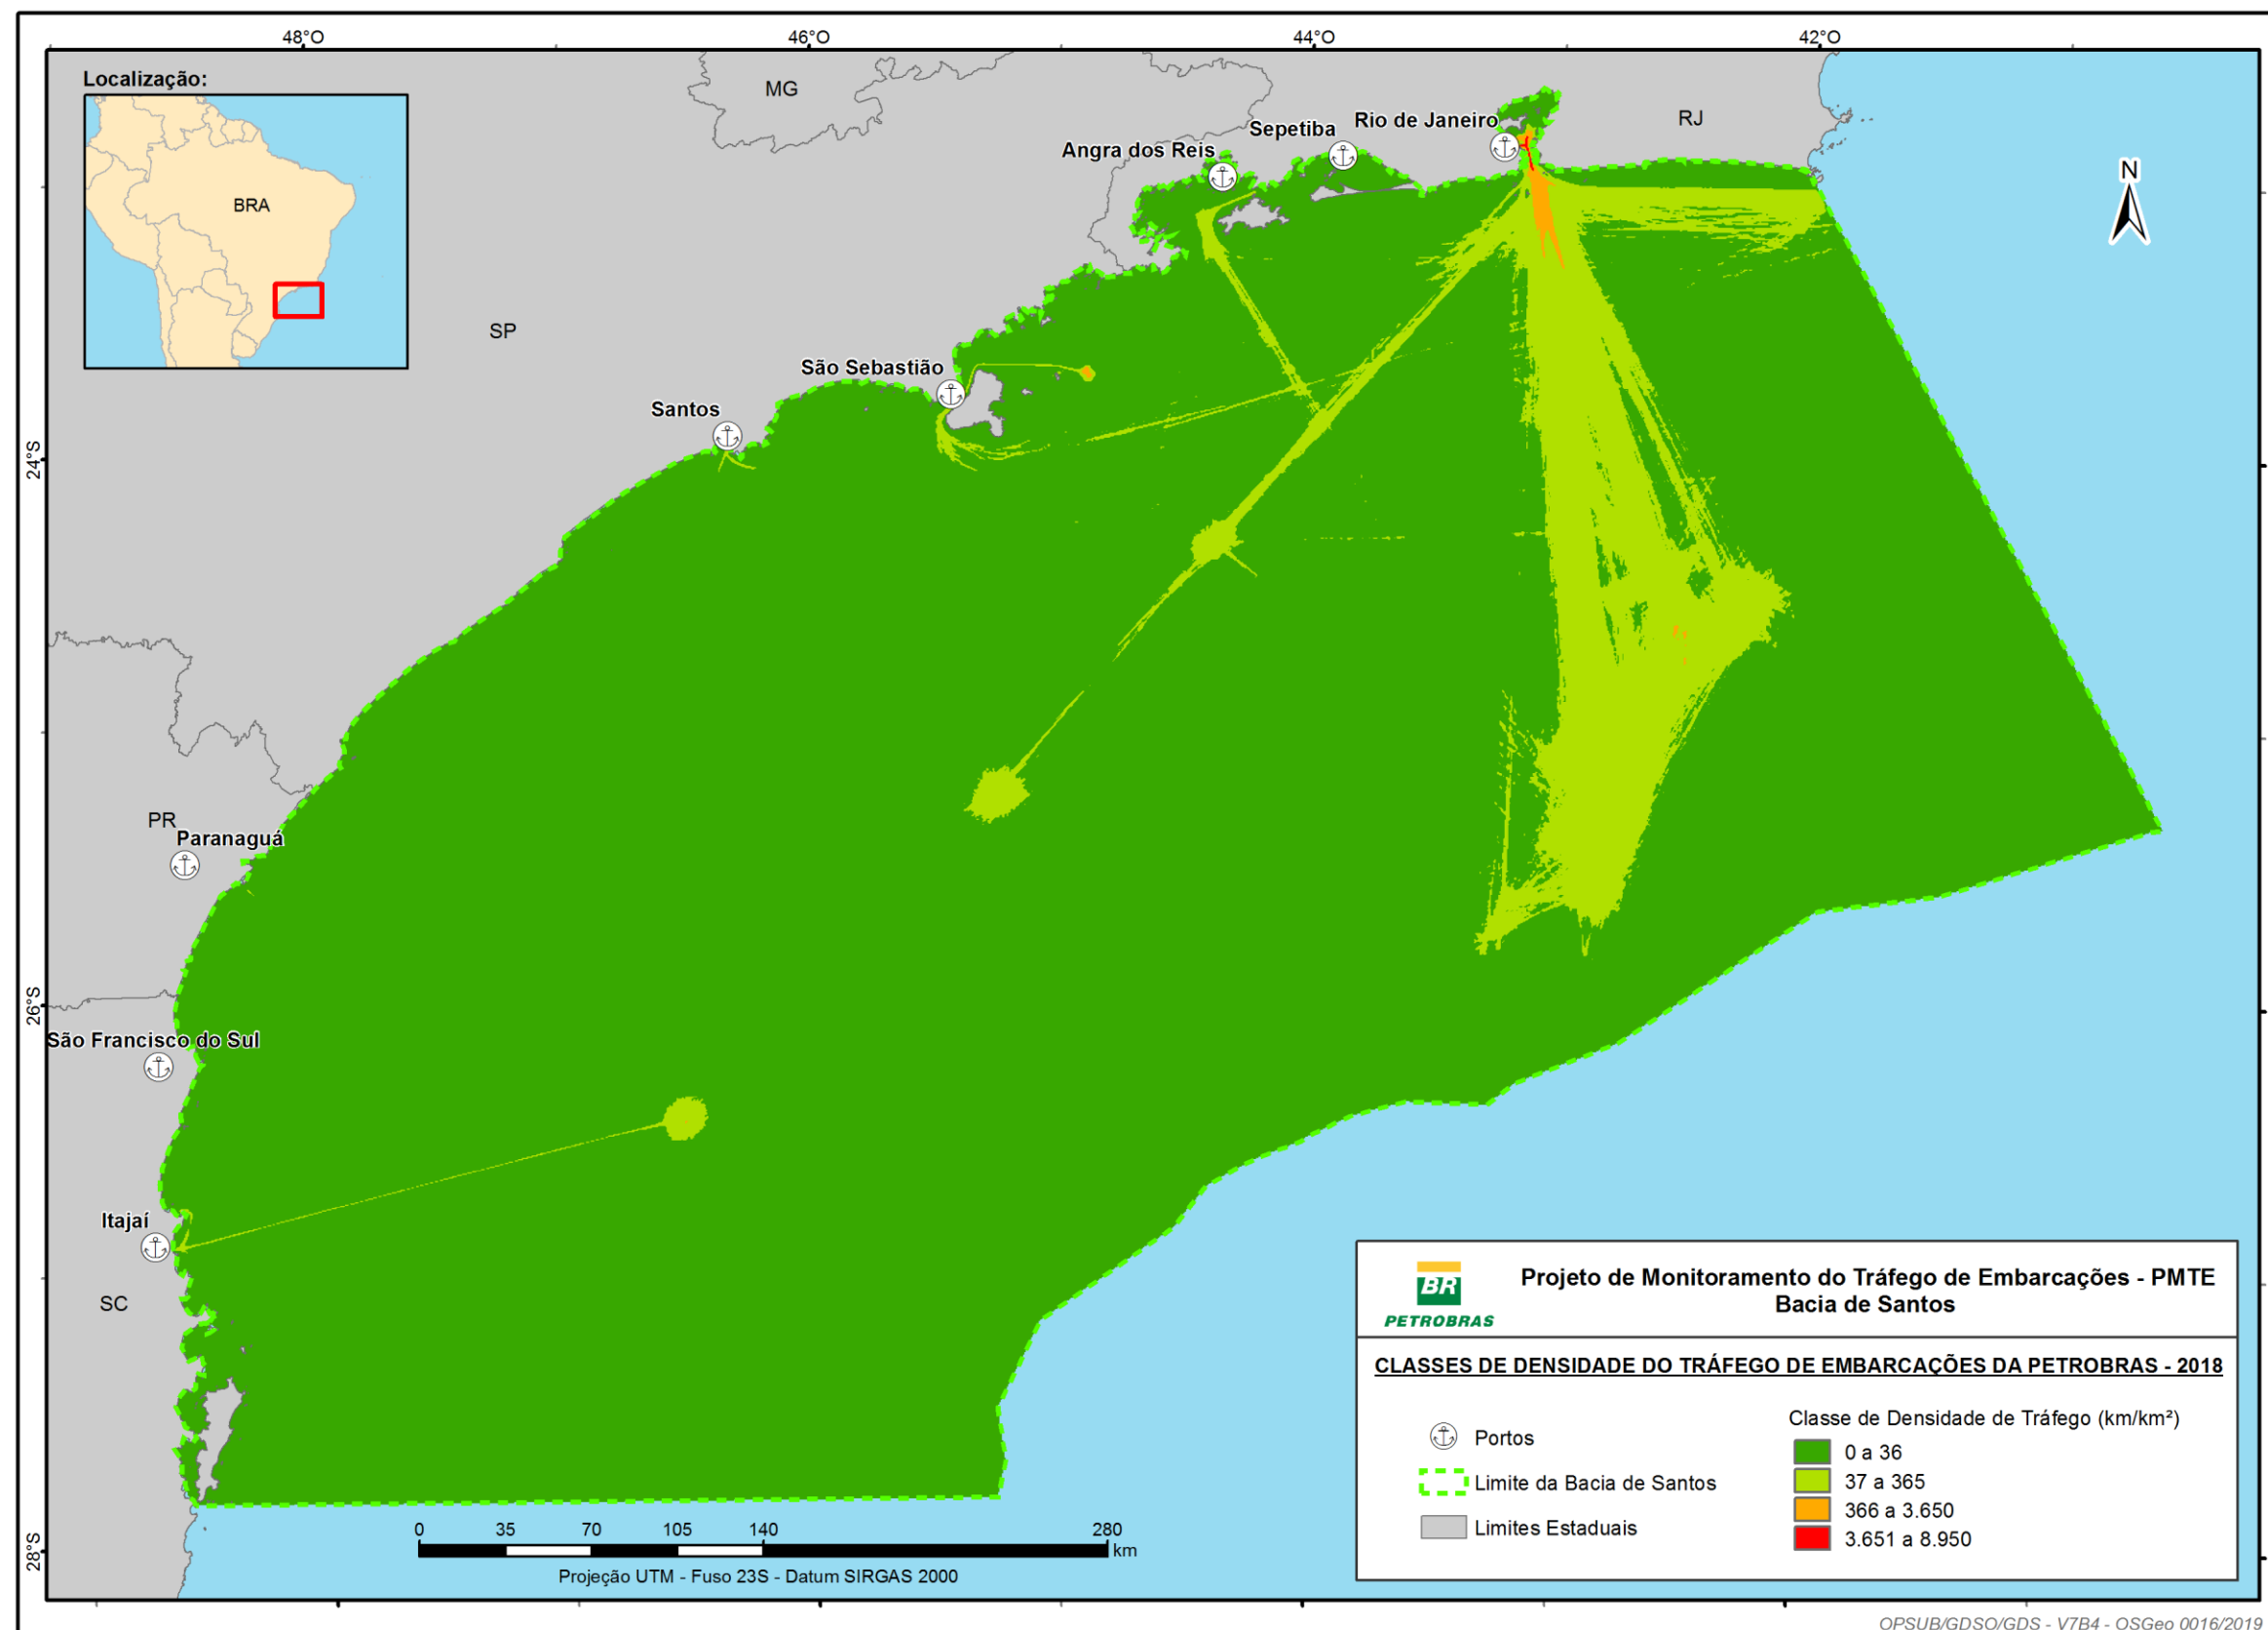 48°O
46°O
44°O
42°O
Localização:
BRA
MG
RJ
Rio de Janeiro
Sepetiba
Angra dos Reis
N
SP
São Sebastião
Santos
24°S
PR
Paranaguá
26°S
São Francisco do Sul
Itajaí
SC
28°S
BR
PETROBRAS
Projeto de Monitoramento do Tráfego de Embarcações - PMTE
Bacia de Santos
CLASSES DE DENSIDADE DO TRÁFEGO DE EMBARCAÇÕES DA PETROBRAS - 2018
Portos
Limite da Bacia de Santos
Limites Estaduais
Classe de Densidade de Tráfego (km/km²)
0 a 36
37 a 365
366 a 3.650
3.651 a 8.950
0 35 70 105 140 280
km
Projeção UTM - Fuso 23S - Datum SIRGAS 2000
OPSUB/GDSO/GDS - V7B4 - OSGeo 0016/2019